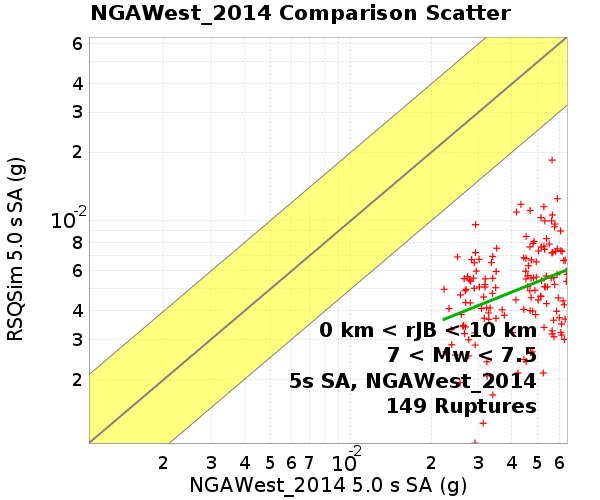 NGAWest_2014 Comparison Scatter
6
4
3
2
10-2
8
6
4
3
2
RSQSim 5.0 s SA (g)
0 km < rJB < 10 km
7 < Mw < 7.5
5s SA, NGAWest_2014
149 Ruptures
2 3 4 5 6 7 10-2 2 3 4 5 6
NGAWest_2014 5.0 s SA (g)